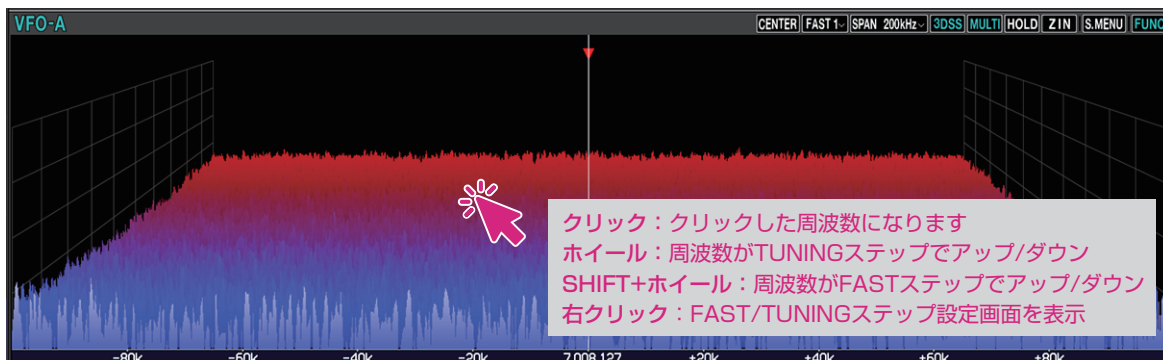 VFO-A
CENTER FAST 1 SPAN 200kHz 3DSS MULTI HOLD Z IN S.MENU FUNC
クリック：クリックした周波数になります
ホイール：周波数がTUNINGステップでアップ/ダウン
SHIFT+ホイール：周波数がFASTステップでアップ/ダウン
右クリック：FAST/TUNINGステップ設定画面を表示
-80k -60k -40k -20k 7.008.127 +20k +40k +60k +80k